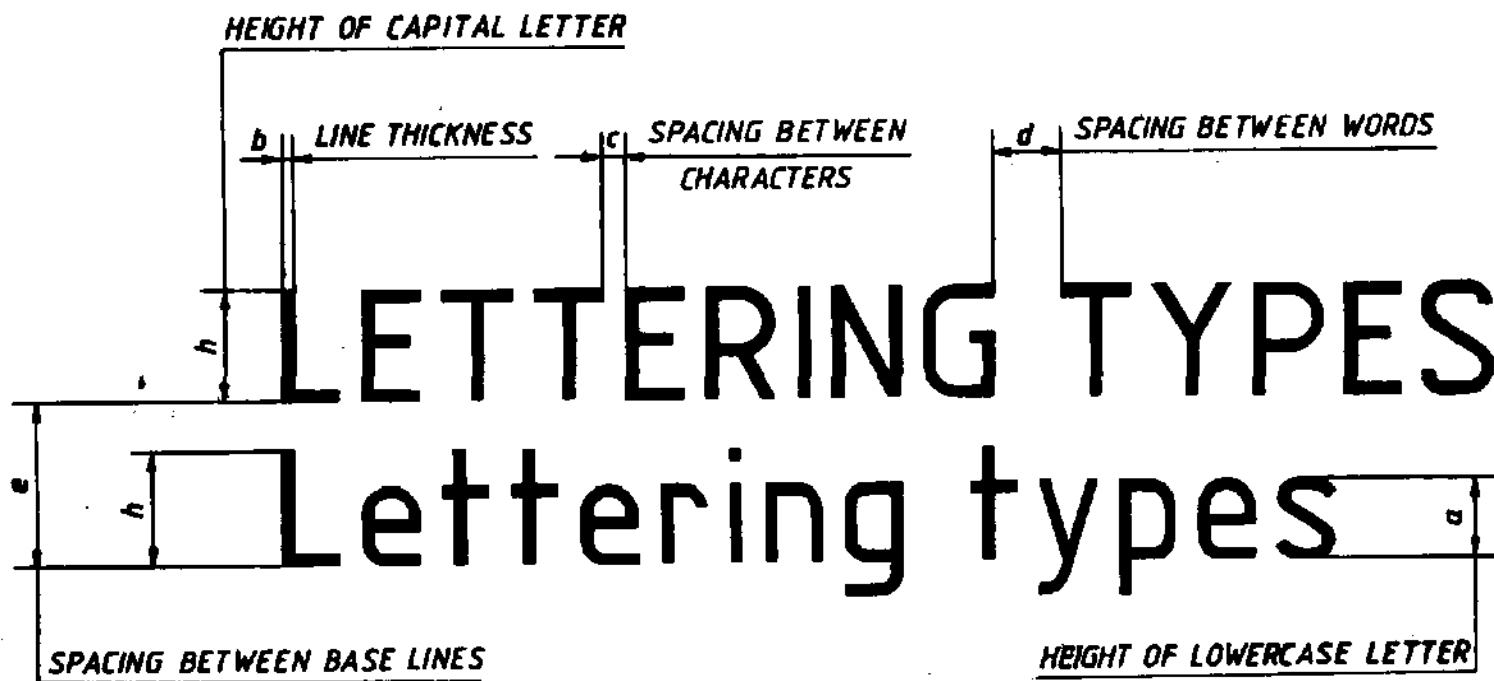 HEIGHT OF CAPITAL LETTER
b LINE THICKNESS c SPACING BETWEEN d SPACING BETWEEN WORDS
CHARACTERS
h LETTERING TYPES
e h Lettering types a
SPACING BETWEEN BASE LINES HEIGHT OF LOWERCASE LETTER